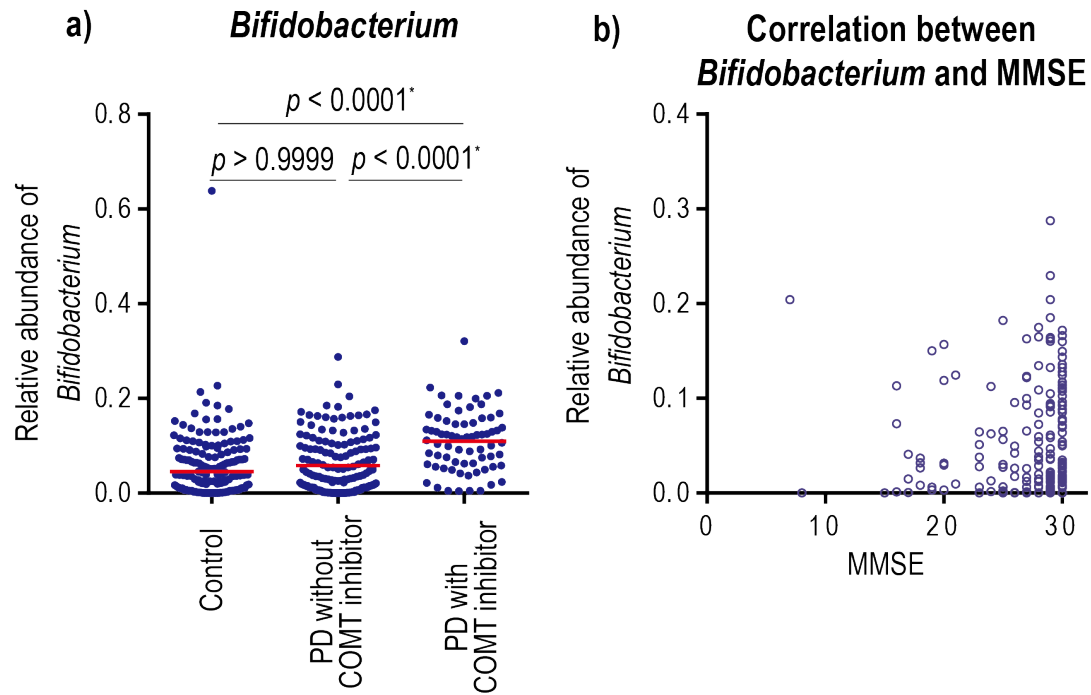 a)
Bifidobacterium
p < 0.0001*
p > 0.9999
p < 0.0001*
0.8
0.6
0.4
0.2
0.0
Relative abundance of
Bifidobacterium
Control
PD without
COMT inhibitor
PD with
COMT inhibitor
b)
Correlation between
Bifidobacterium and MMSE
0.4
0.3
0.2
0.1
0.0
Relative abundance of
Bifidobacterium
0 10 20 30
MMSE